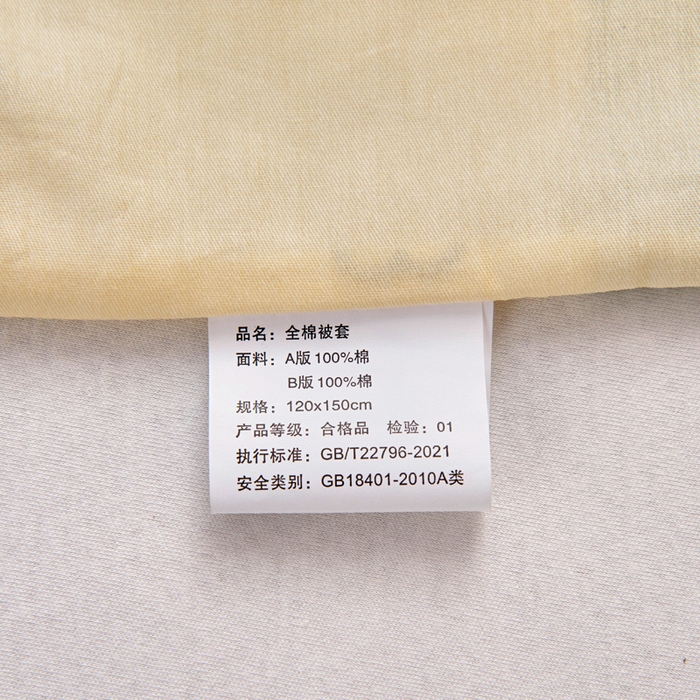 品名：全棉被套
面料：A版 100%棉
B版 100%棉
规格：120x150cm
产品等级：合格品 检验：01
执行标准：GB/T22796-2021
安全类别：GB18401-2010A类